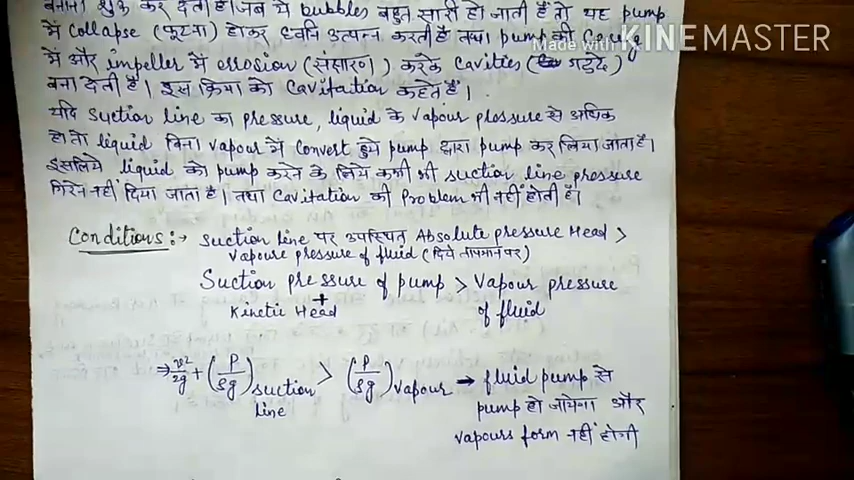 बनाना शुरू कर देता है। जब ये bubbles बहुत सारी हो जाती हैं तो यह pump
में collapse (फूटना) होकर ध्वनि उत्पन्न करती है तथा pump की Casing
Made with KINEMASTER
में और impeller में erosion (संक्षारण) करके Cavities (गड्ढे)
बना देती है। इस क्रिया को Cavitation कहते हैं।
यदि suction line का pressure, liquid के vapour pressure से अधिक
हो तो liquid बिना vapour में convert हुये pump द्वारा pump कर लिया जाता है।
इसलिये liquid को pump करने के लिये कभी भी suction line pressure
गिरने नहीं दिया जाता है। तथा Cavitation की Problem भी नहीं होती है।
Conditions:→ suction line पर उपस्थित Absolute pressure Head >
vapoure pressure of fluid (दिये तापमान पर)
Suction pressure of pump > Vapour pressure
+
Kinetic Head of fluid
⇒ v²/2g + (P/ρg) suction line > (P/ρg) vapour → fluid pump से
pump हो जायेगा और
vapours form नहीं होगी